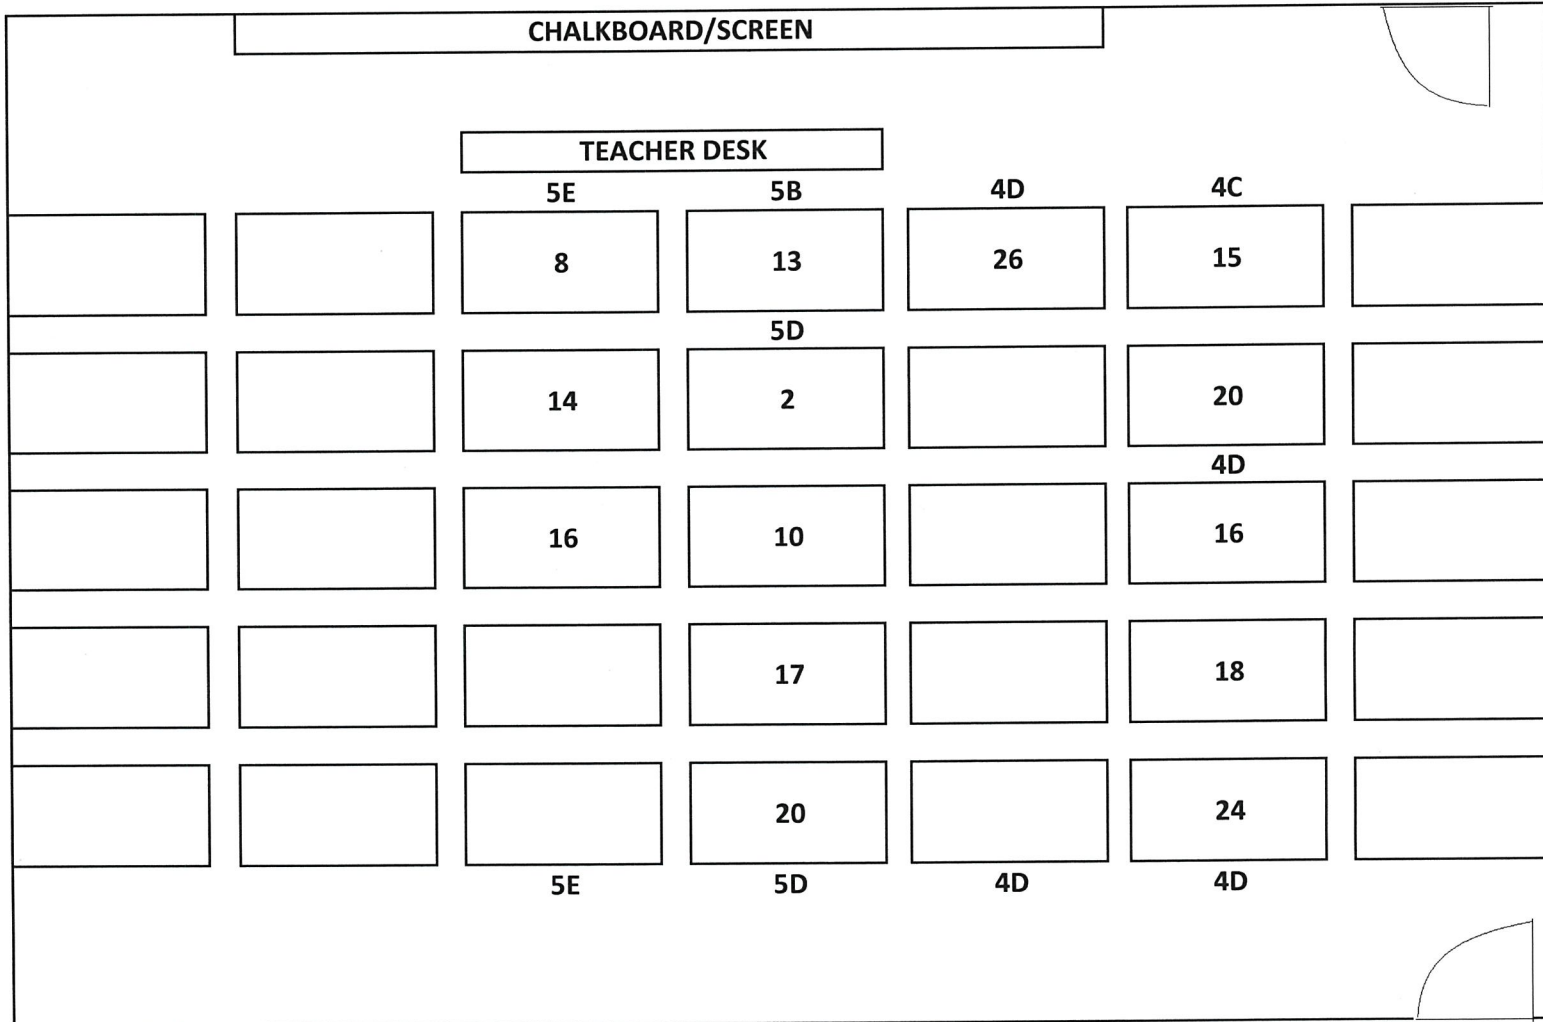 CHALKBOARD/SCREEN
TEACHER DESK
5E 5B 4D 4C
8 13 26 15
5D
14 2 20
4D
16 10 16
17 18
20 24
5E 5D 4D 4D